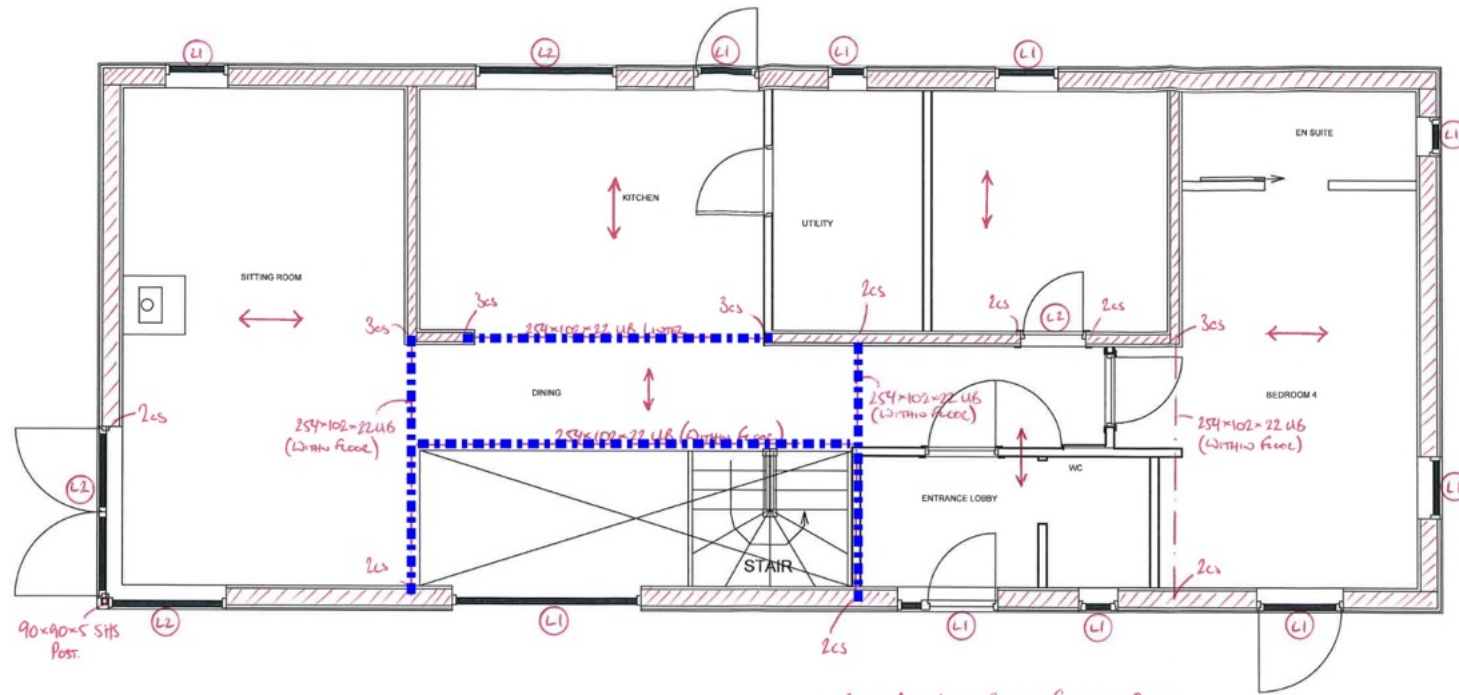 L1
L2
L1
L1
L1
EN SUITE
L1
KITCHEN
UTILITY
SITTING ROOM
3cs
3cs
254×102×22 UB LINTEL
3cs
2cs
2cs
L2
2cs
3cs
DINING
254×102×22 UB
(WITHIN FLOOR)
BEDROOM 4
2cs
254×102×22 UB
(WITHIN FLOOR)
254×102×22 UB (WITHIN FLOOR)
254×102×22 UB
(WITHIN FLOOR)
WC
L2
ENTRANCE LOBBY
L1
STAIR
2cs
2cs
2cs
L2
L1
L1
L1
L1
90×90×5 SHS
POST.